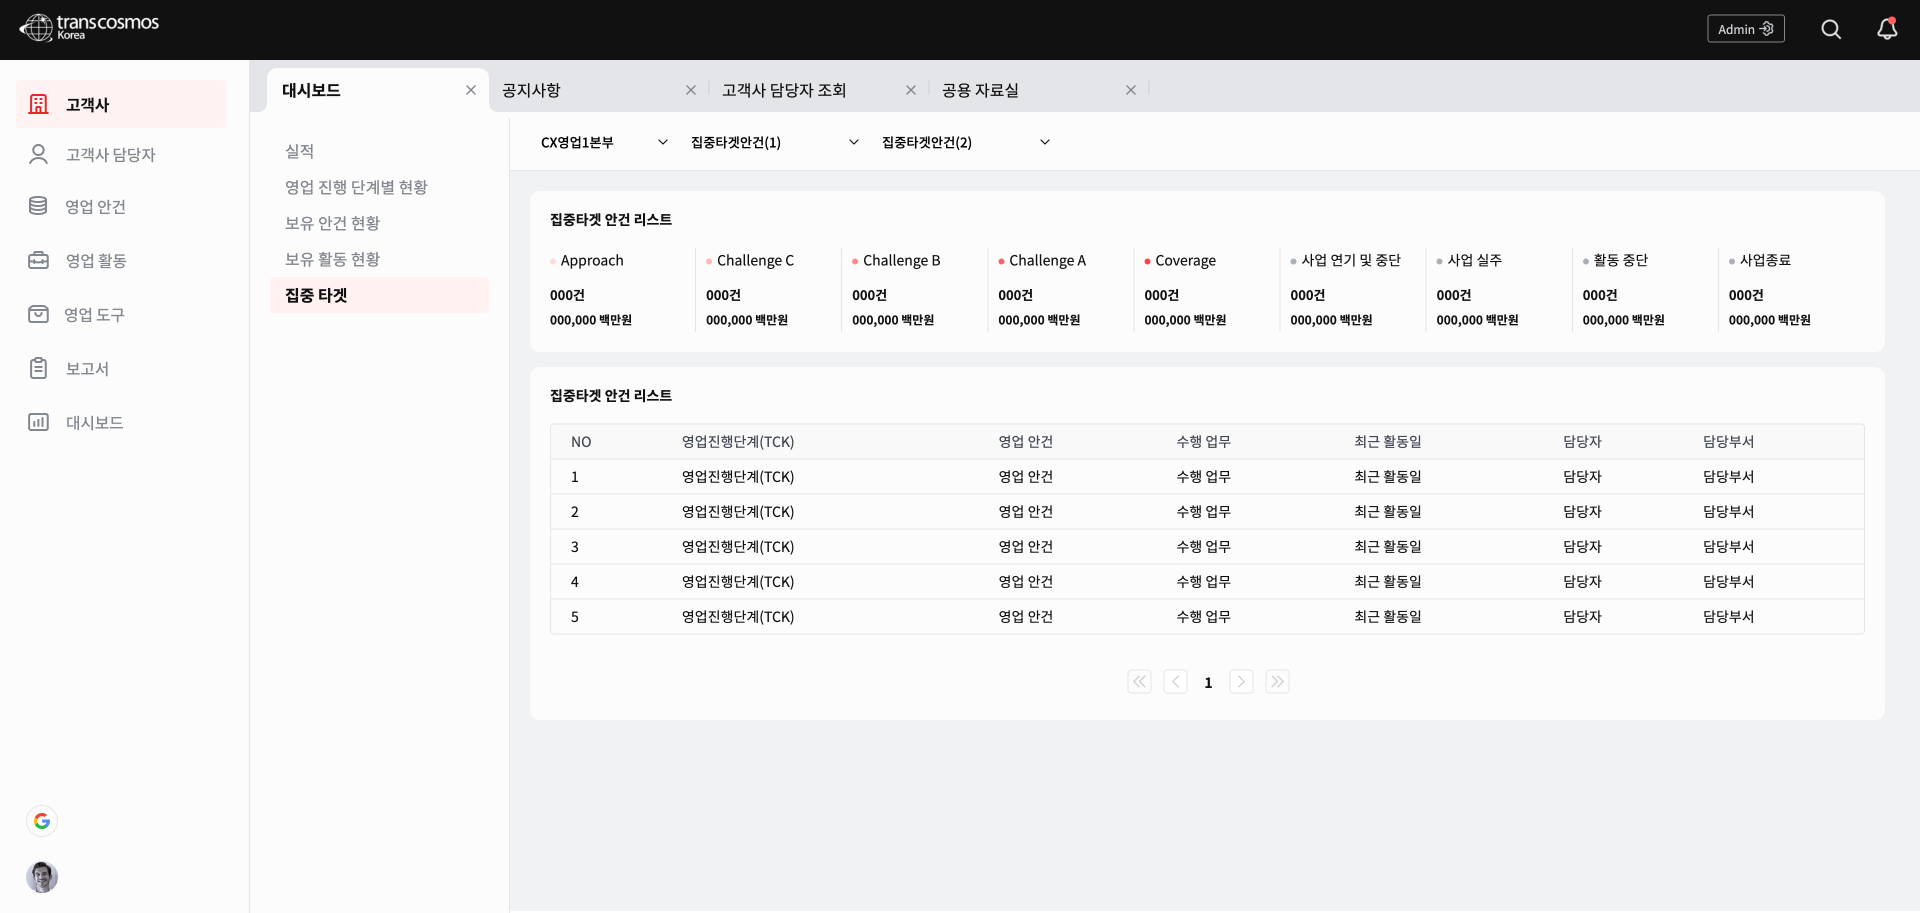 transcosmos
Korea
Admin
고객사
고객사 담당자
영업 안건
영업 활동
영업 도구
보고서
대시보드
대시보드
공지사항
고객사 담당자 조회
공용 자료실
실적
영업 진행 단계별 현황
보유 안건 현황
보유 활동 현황
집중 타겟
CX영업1본부
집중타겟안건(1)
집중타겟안건(2)
집중타겟 안건 리스트
Approach
000건
000,000 백만원
Challenge C
000건
000,000 백만원
Challenge B
000건
000,000 백만원
Challenge A
000건
000,000 백만원
Coverage
000건
000,000 백만원
사업 연기 및 중단
000건
000,000 백만원
사업 실주
000건
000,000 백만원
활동 중단
000건
000,000 백만원
사업종료
000건
000,000 백만원
집중타겟 안건 리스트
NO 영업진행단계(TCK) 영업 안건 수행 업무 최근 활동일 담당자 담당부서
1 영업진행단계(TCK) 영업 안건 수행 업무 최근 활동일 담당자 담당부서
2 영업진행단계(TCK) 영업 안건 수행 업무 최근 활동일 담당자 담당부서
3 영업진행단계(TCK) 영업 안건 수행 업무 최근 활동일 담당자 담당부서
4 영업진행단계(TCK) 영업 안건 수행 업무 최근 활동일 담당자 담당부서
5 영업진행단계(TCK) 영업 안건 수행 업무 최근 활동일 담당자 담당부서
1